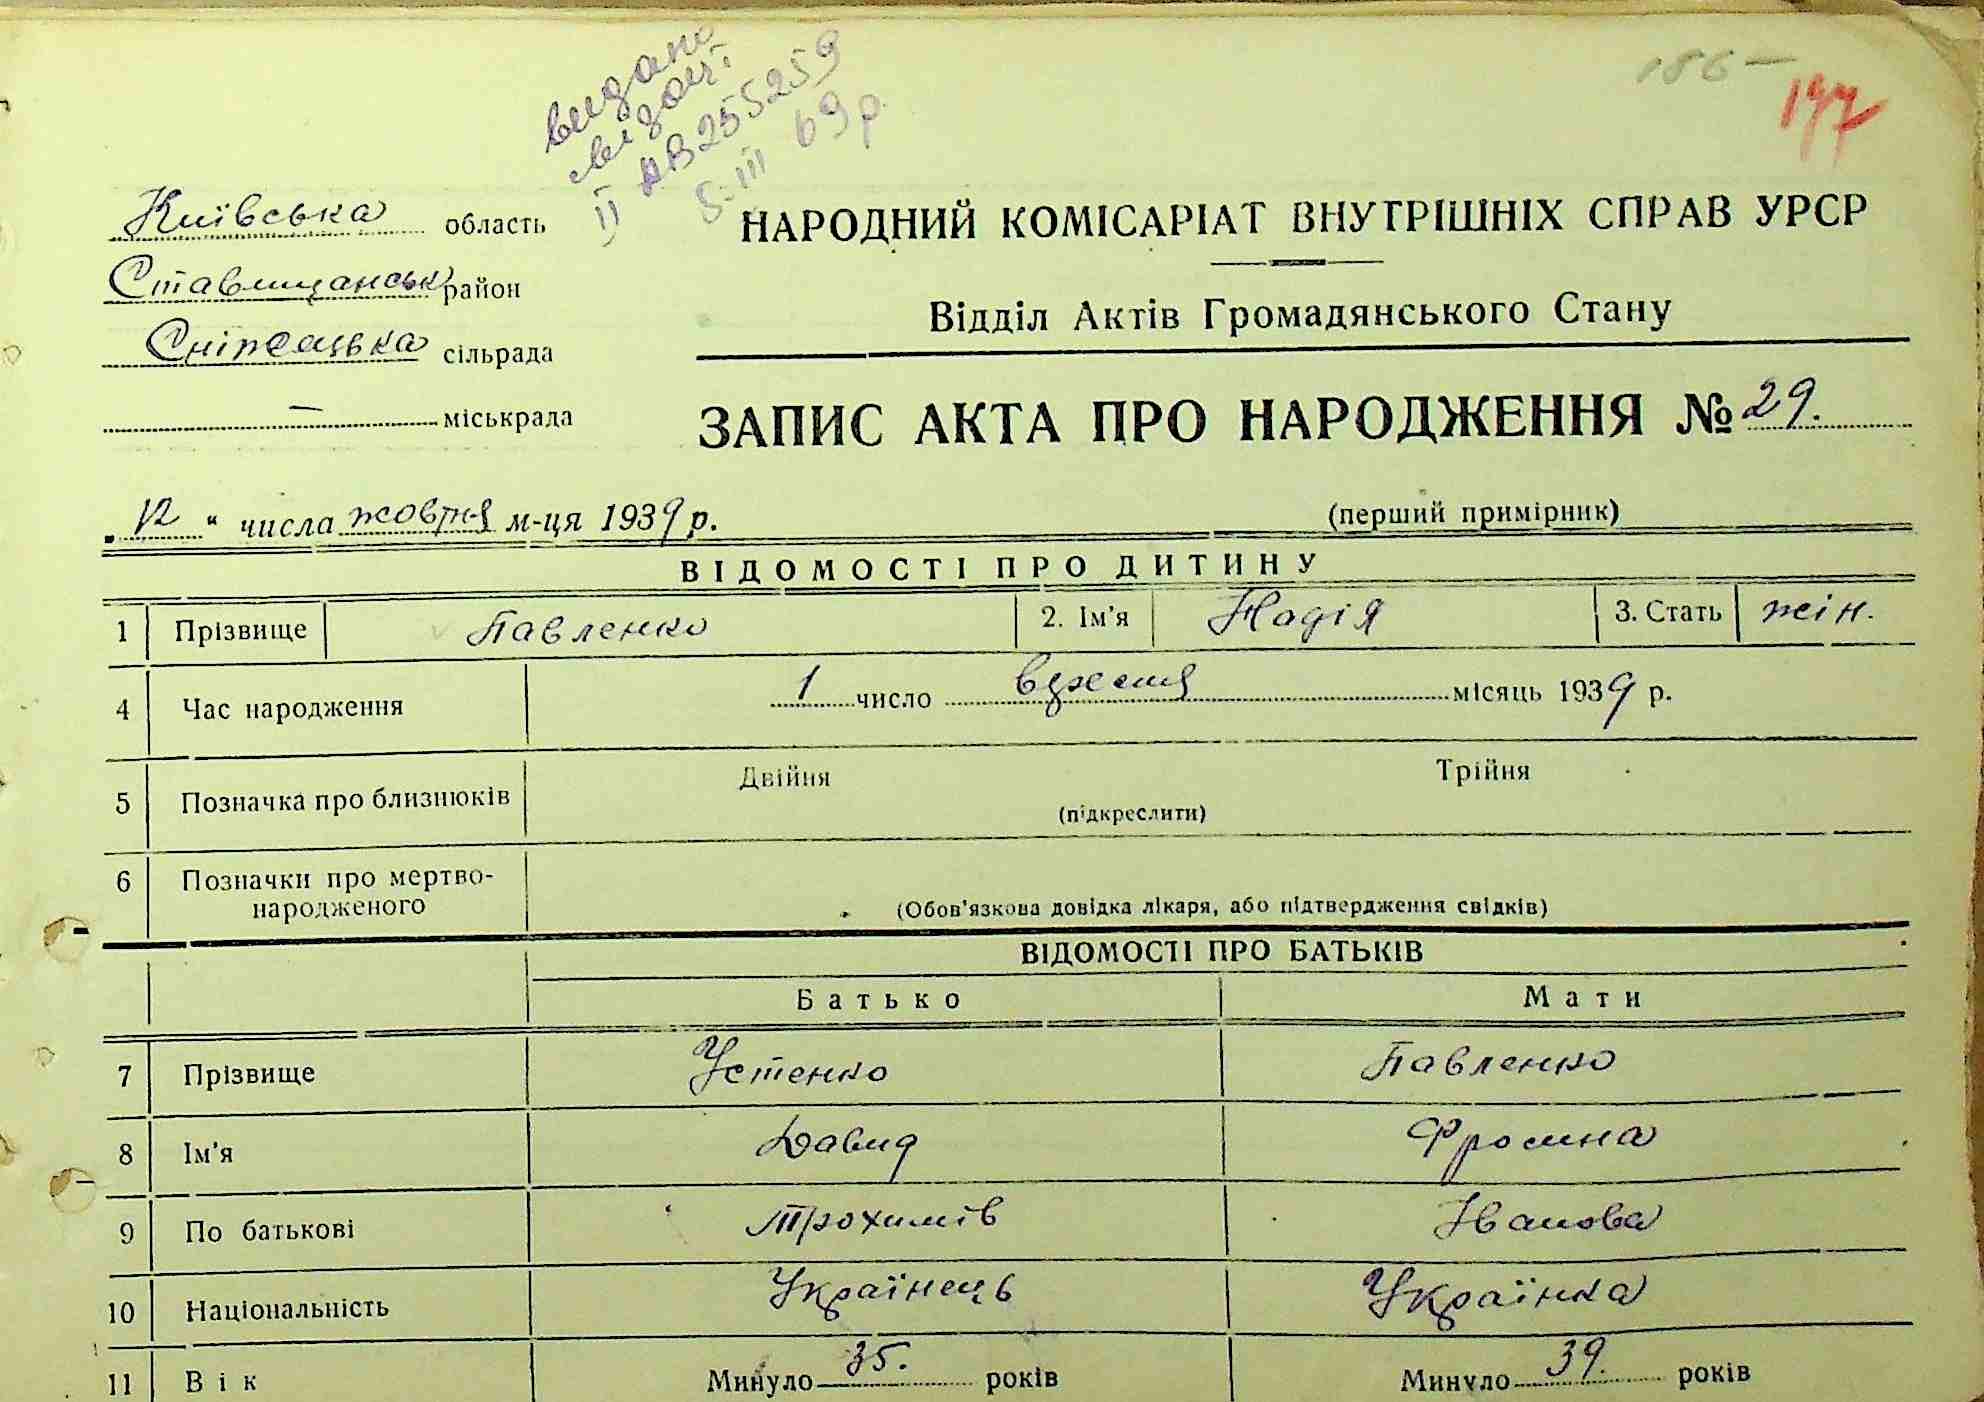 видано
свідоц.
II АВ255259
5-III 69 р.
186 —
197
Київська область
Ставищанськ район
Сніжецька сільрада
— міськрада
НАРОДНИЙ КОМІСАРІАТ ВНУТРІШНІХ СПРАВ УРСР
Відділ Актів Громадянського Стану
ЗАПИС АКТА ПРО НАРОДЖЕННЯ № 29.
„12“ числа жовтня м-ця 1939 р.
(перший примірник)
ВІДОМОСТІ ПРО ДИТИНУ
1 Прізвище Павленко 2. Ім'я Надія 3. Стать жін.
4 Час народження 1 число вересня місяць 1939 р.
5 Позначка про близнюків Двійня Трійня
(підкреслити)
6 Позначки про мертво-
народженого (Обов'язкова довідка лікаря, або підтвердження свідків)
ВІДОМОСТІ ПРО БАТЬКІВ
Батько Мати
7 Прізвище Устенко Павленко
8 Ім'я Давид Фросина
9 По батькові Трохимів Іванова
10 Національність Українець Українка
11 Вік Минуло 35. років Минуло 39. років